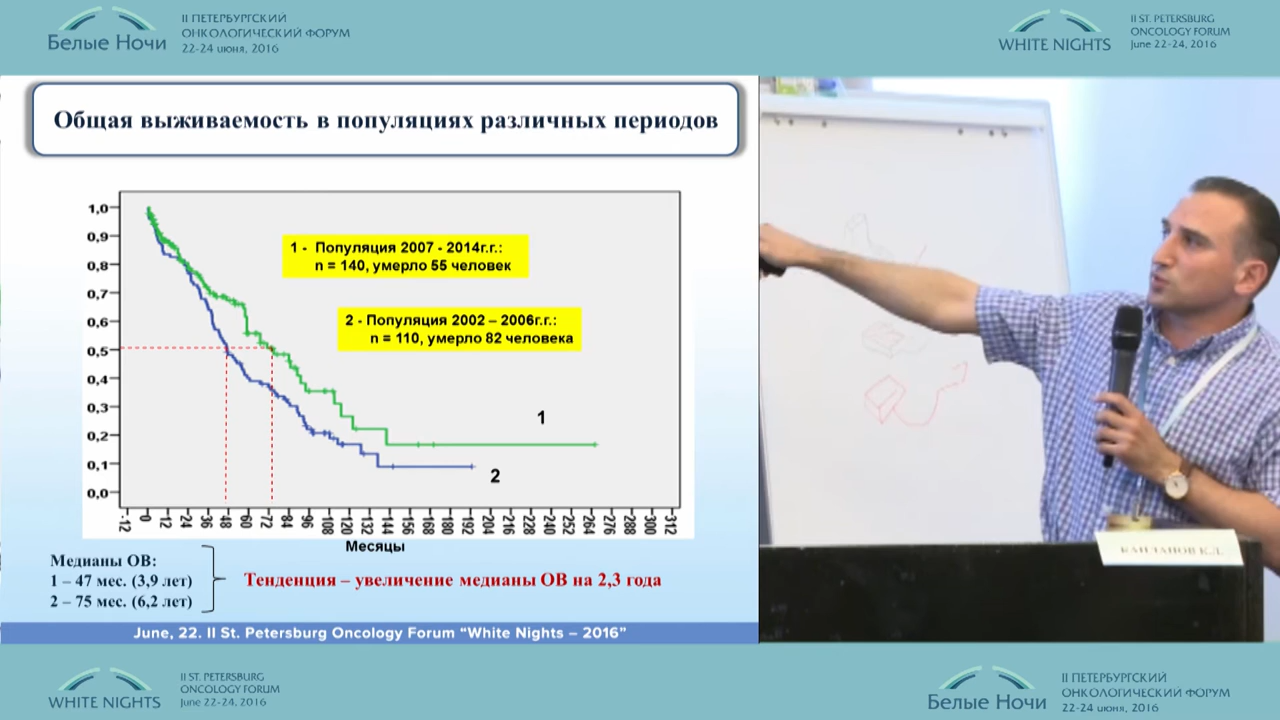 Белые Ночи
II ПЕТЕРБУРГСКИЙ
ОНКОЛОГИЧЕСКИЙ ФОРУМ
22-24 июня, 2016
WHITE NIGHTS
II ST. PETERSBURG
ONCOLOGY FORUM
June 22-24, 2016
Общая выживаемость в популяциях различных периодов
1,0
0,9
0,8
0,7
0,6
0,5
0,4
0,3
0,2
0,1
0,0
1 - Популяция 2007 - 2014г.г.:
n = 140, умерло 55 человек
2 - Популяция 2002 – 2006г.г.:
n = 110, умерло 82 человека
1
2
-12 0 12 24 36 48 60 72 84 96 108 120 132 144 156 168 180 192 204 216 228 240 252 264 276 288 300 312
Месяцы
Медианы ОВ:
1 – 47 мес. (3,9 лет)
2 – 75 мес. (6,2 лет)
Тенденция – увеличение медианы ОВ на 2,3 года
June, 22. II St. Petersburg Oncology Forum “White Nights – 2016”
WHITE NIGHTS
II ST. PETERSBURG
ONCOLOGY FORUM
June 22-24, 2016
Белые Ночи
II ПЕТЕРБУРГСКИЙ
ОНКОЛОГИЧЕСКИЙ ФОРУМ
22-24 июня, 2016